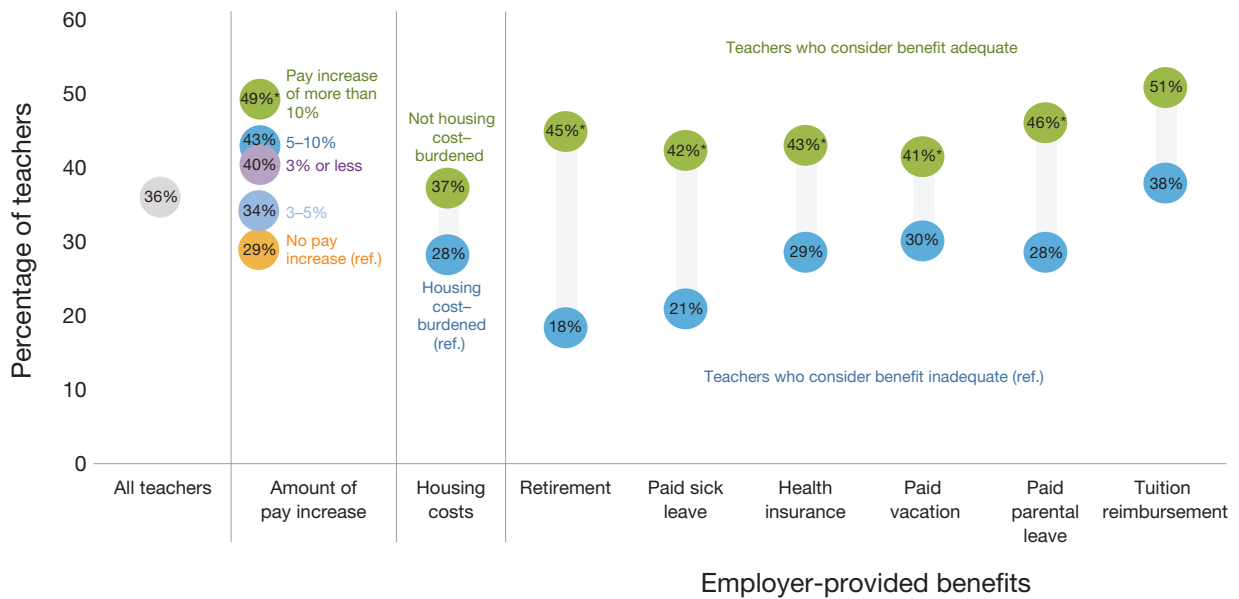 60
50
40
30
20
10
0
Percentage of teachers
36%
49%*
Pay increase
of more than
10%
43%
5–10%
40%
3% or less
34%
3–5%
29%
No pay
increase (ref.)
Not housing
cost–
burdened
37%
28%
Housing
cost–
burdened
(ref.)
Teachers who consider benefit adequate
45%*
42%*
43%*
41%*
46%*
51%
18%
21%
29%
30%
28%
38%
Teachers who consider benefit inadequate (ref.)
All teachers
Amount of
pay increase
Housing
costs
Retirement
Paid sick
leave
Health
insurance
Paid
vacation
Paid
parental
leave
Tuition
reimbursement
Employer-provided benefits